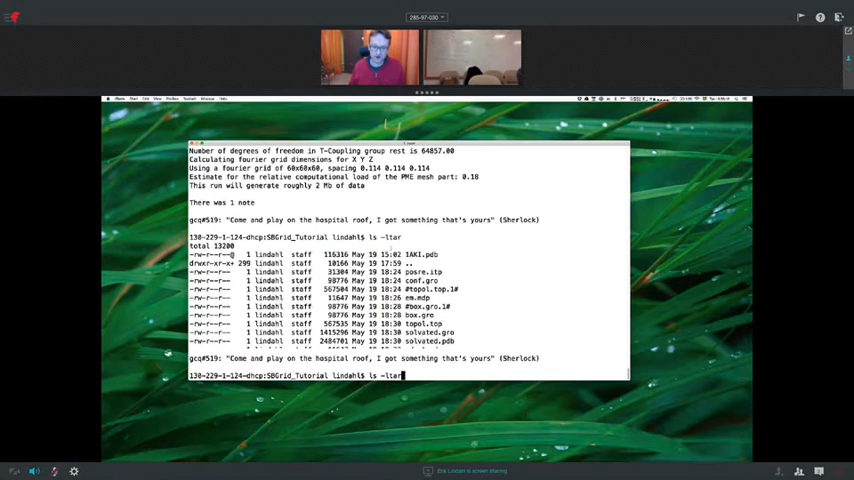 285-97-030
Number of degrees of freedom in T-Coupling group rest is 64857.00
Calculating fourier grid dimensions for X Y Z
Using a fourier grid of 60x60x60, spacing 0.114 0.114 0.114
Estimate for the relative computational load of the PME mesh part: 0.18
This run will generate roughly 2 Mb of data
There was 1 note
gcq#519: "Come and play on the hospital roof, I got something that's yours" (Sherlock)
130-229-1-124-dhcp:SBGrid_Tutorial lindahl$ ls -ltar
total 13200
-rw-r--r--@ 1 lindahl staff 116316 May 19 15:02 1AKI.pdb
drwxr-xr-x+ 299 lindahl staff 10166 May 19 17:59 ..
-rw-r--r-- 1 lindahl staff 31304 May 19 18:24 posre.itp
-rw-r--r-- 1 lindahl staff 98776 May 19 18:24 conf.gro
-rw-r--r-- 1 lindahl staff 567504 May 19 18:24 #topol.top.1#
-rw-r--r-- 1 lindahl staff 11647 May 19 18:26 em.mdp
-rw-r--r-- 1 lindahl staff 98776 May 19 18:28 #box.gro.1#
-rw-r--r-- 1 lindahl staff 98776 May 19 18:28 box.gro
-rw-r--r-- 1 lindahl staff 567535 May 19 18:30 topol.top
-rw-r--r-- 1 lindahl staff 1415296 May 19 18:30 solvated.gro
-rw-r--r-- 1 lindahl staff 2484701 May 19 18:30 solvated.pdb
gcq#519: "Come and play on the hospital roof, I got something that's yours" (Sherlock)
130-229-1-124-dhcp:SBGrid_Tutorial lindahl$ ls -ltar
Erik Lindahl is screen sharing